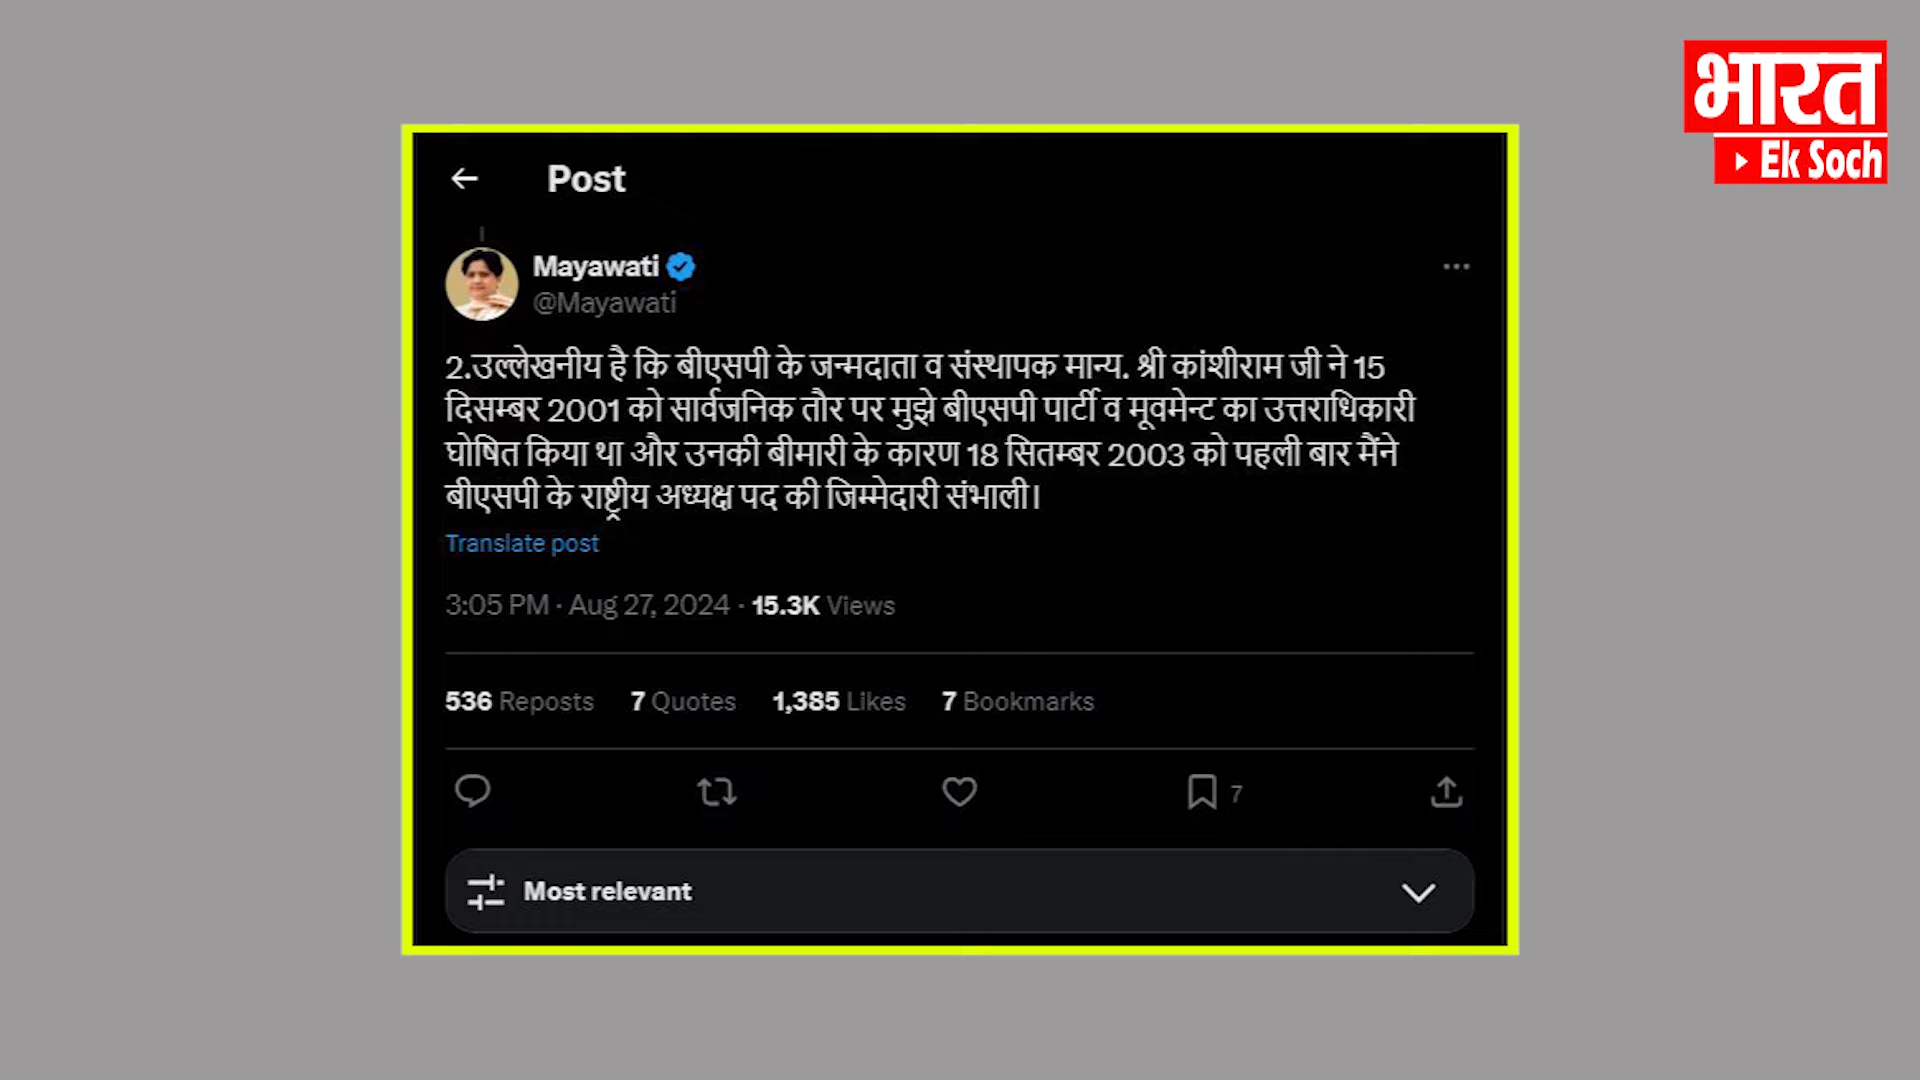 भारत
Ek Soch
Post
Mayawati
@Mayawati
2.उल्लेखनीय है कि बीएसपी के जन्मदाता व संस्थापक मान्य. श्री कांशीराम जी ने 15
दिसम्बर 2001 को सार्वजनिक तौर पर मुझे बीएसपी पार्टी व मूवमेन्ट का उत्तराधिकारी
घोषित किया था और उनकी बीमारी के कारण 18 सितम्बर 2003 को पहली बार मैंने
बीएसपी के राष्ट्रीय अध्यक्ष पद की जिम्मेदारी संभाली।
Translate post
3:05 PM · Aug 27, 2024 · 15.3K Views
536 Reposts 7 Quotes 1,385 Likes 7 Bookmarks
7
Most relevant